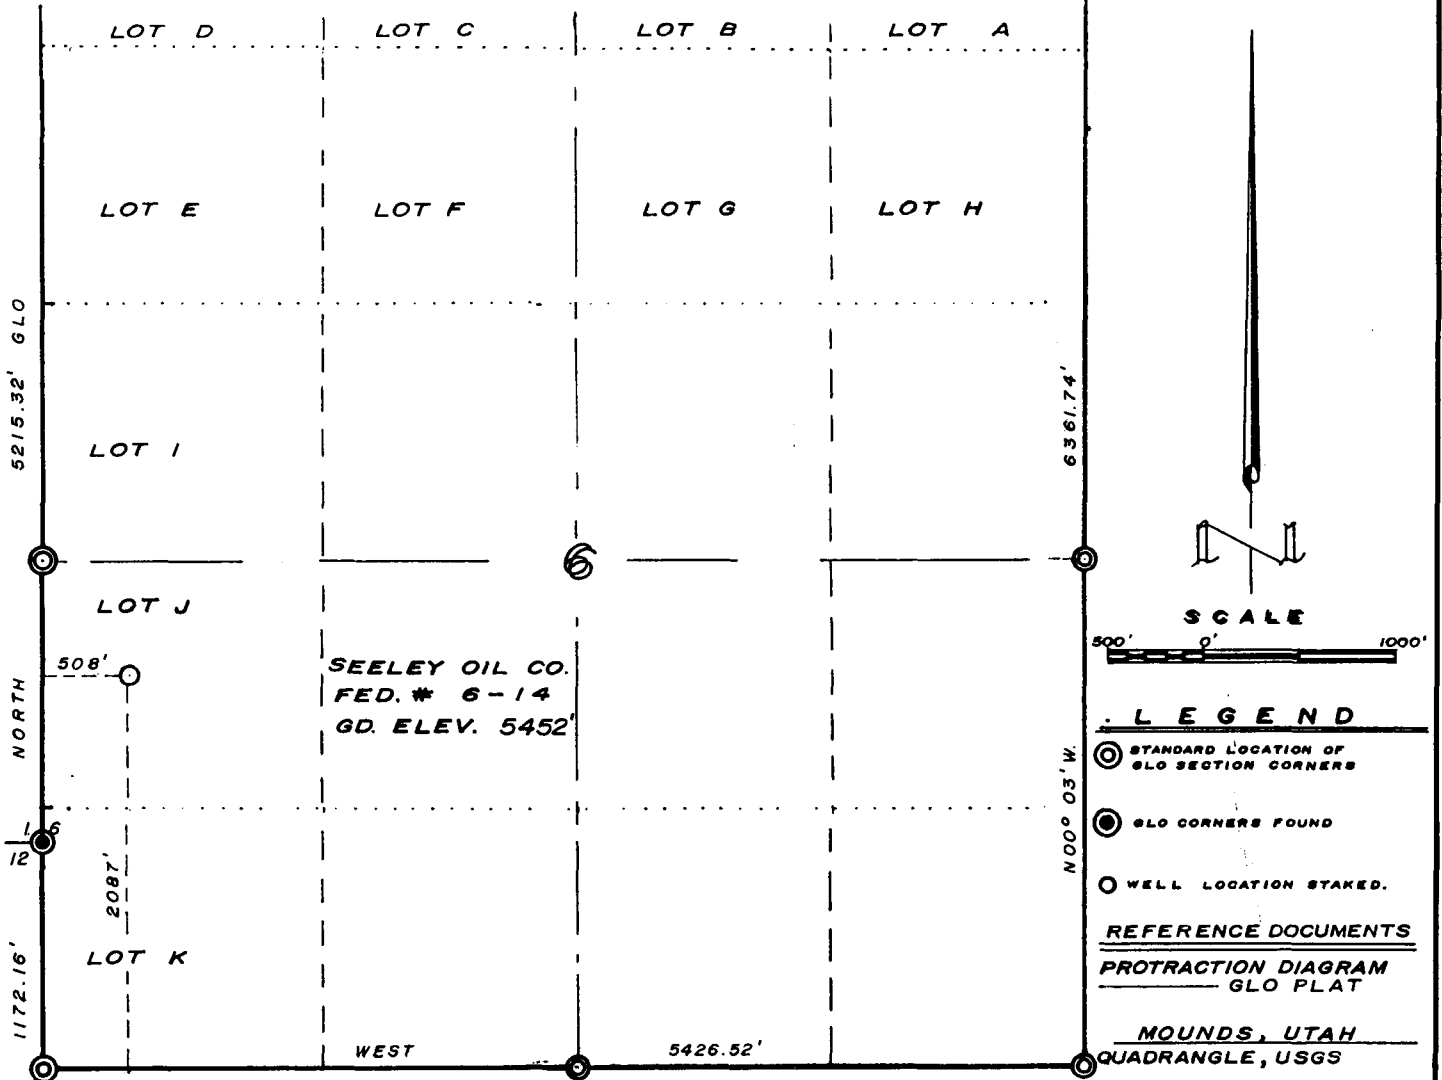 LOT D
LOT C
LOT B
LOT A
LOT E
LOT F
LOT G
LOT H
5215.32' GLO
6361.74'
LOT I
6
LOT J
508'
SEELEY OIL CO.
FED. # 6-14
GD. ELEV. 5452'
NORTH
N00° 03' W.
1 6
12
2087'
LOT K
1172.16'
WEST
5426.52'
N
SCALE
500' 0' 1000'
LEGEND
STANDARD LOCATION OF
GLO SECTION CORNERS
GLO CORNERS FOUND
WELL LOCATION STAKED.
REFERENCE DOCUMENTS
PROTRACTION DIAGRAM
GLO PLAT
MOUNDS, UTAH
QUADRANGLE, USGS